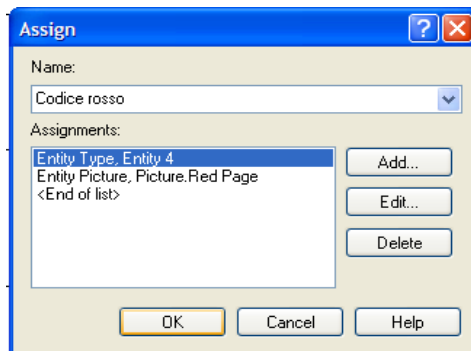 Assign
Name:
Codice rosso
Assignments:
Entity Type, Entity 4
Entity Picture, Picture.Red Page
<End of list>
Add...
Edit...
Delete
OK
Cancel
Help